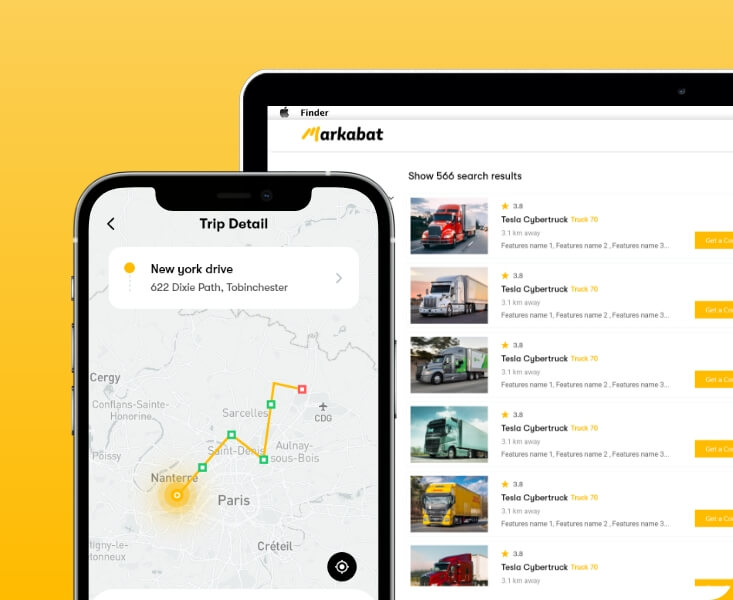 Finder
Markabat
Show 566 search results
3.8
Tesla Cybertruck Truck 70
3.1 km away
Features name 1, Features name 2 , Features name 3...
Get a
3.8
Tesla Cybertruck Truck 70
3.1 km away
Features name 1, Features name 2 , Features name 3...
Get a
3.8
Tesla Cybertruck Truck 70
3.1 km away
Features name 1, Features name 2 , Features name 3...
Get a
3.8
Tesla Cybertruck Truck 70
3.1 km away
Features name 1, Features name 2 , Features name 3...
Get a
3.8
Tesla Cybertruck Truck 70
3.1 km away
Features name 1, Features name 2 , Features name 3...
Get a
3.8
Tesla Cybertruck Truck 70
3.1 km away
Trip Detail
New york drive
622 Dixie Path, Tobinchester
Cergy
Conflans-Sainte-
Honorine
CDG
Sarcelles
Poissy
Saint-Denis
Aulnay-
sous-Bois
Nanterre
Paris
Créteil
tigny-le-
tonneux